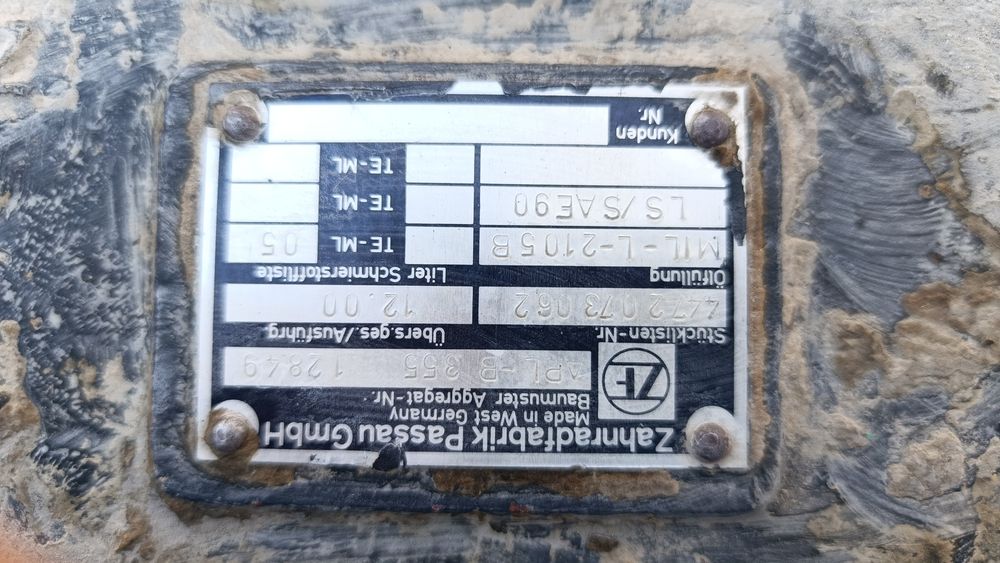 Zahnradfabrik Passau GmbH
Made in West Germany
Baumuster Aggregat-Nr.
ZF
APL-B 355 12849
Stücklisten-Nr. Übers.ges./Ausführg
4472 073 062 12.00
Ölfüllung Liter Schmierstoffliste
MIL-L-2105B TE-ML 05
LS/SAE90 TE-ML
TE-ML
Kunden
Nr.